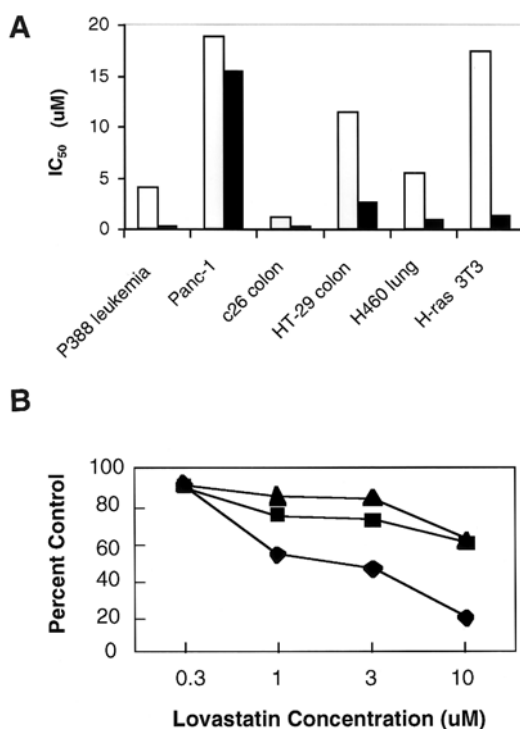 A
20
15
10
5
0
IC50 (uM)
P388 leukemia
Panc-1
c26 colon
HT-29 colon
H460 lung
H-ras 3T3
B
100
80
60
40
20
0
Percent Control
0.3 1 3 10
Lovastatin Concentration (uM)